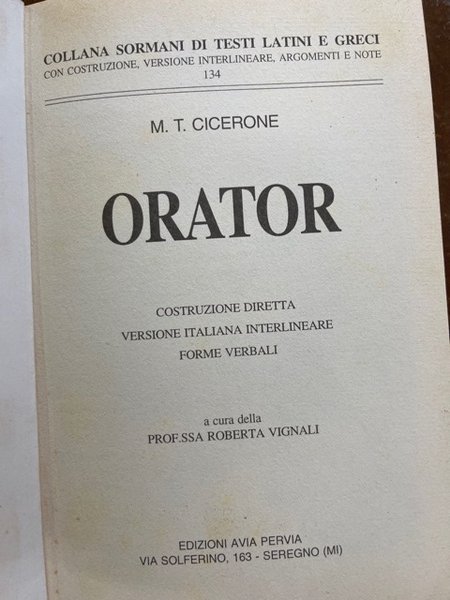 COLLANA SORMANI DI TESTI LATINI E GRECI
CON COSTRUZIONE, VERSIONE INTERLINEARE, ARGOMENTI E NOTE
134
M. T. CICERONE
ORATOR
COSTRUZIONE DIRETTA
VERSIONE ITALIANA INTERLINEARE
FORME VERBALI
a cura della
PROF.SSA ROBERTA VIGNALI
EDIZIONI AVIA PERVIA
VIA SOLFERINO, 163 - SEREGNO (MI)